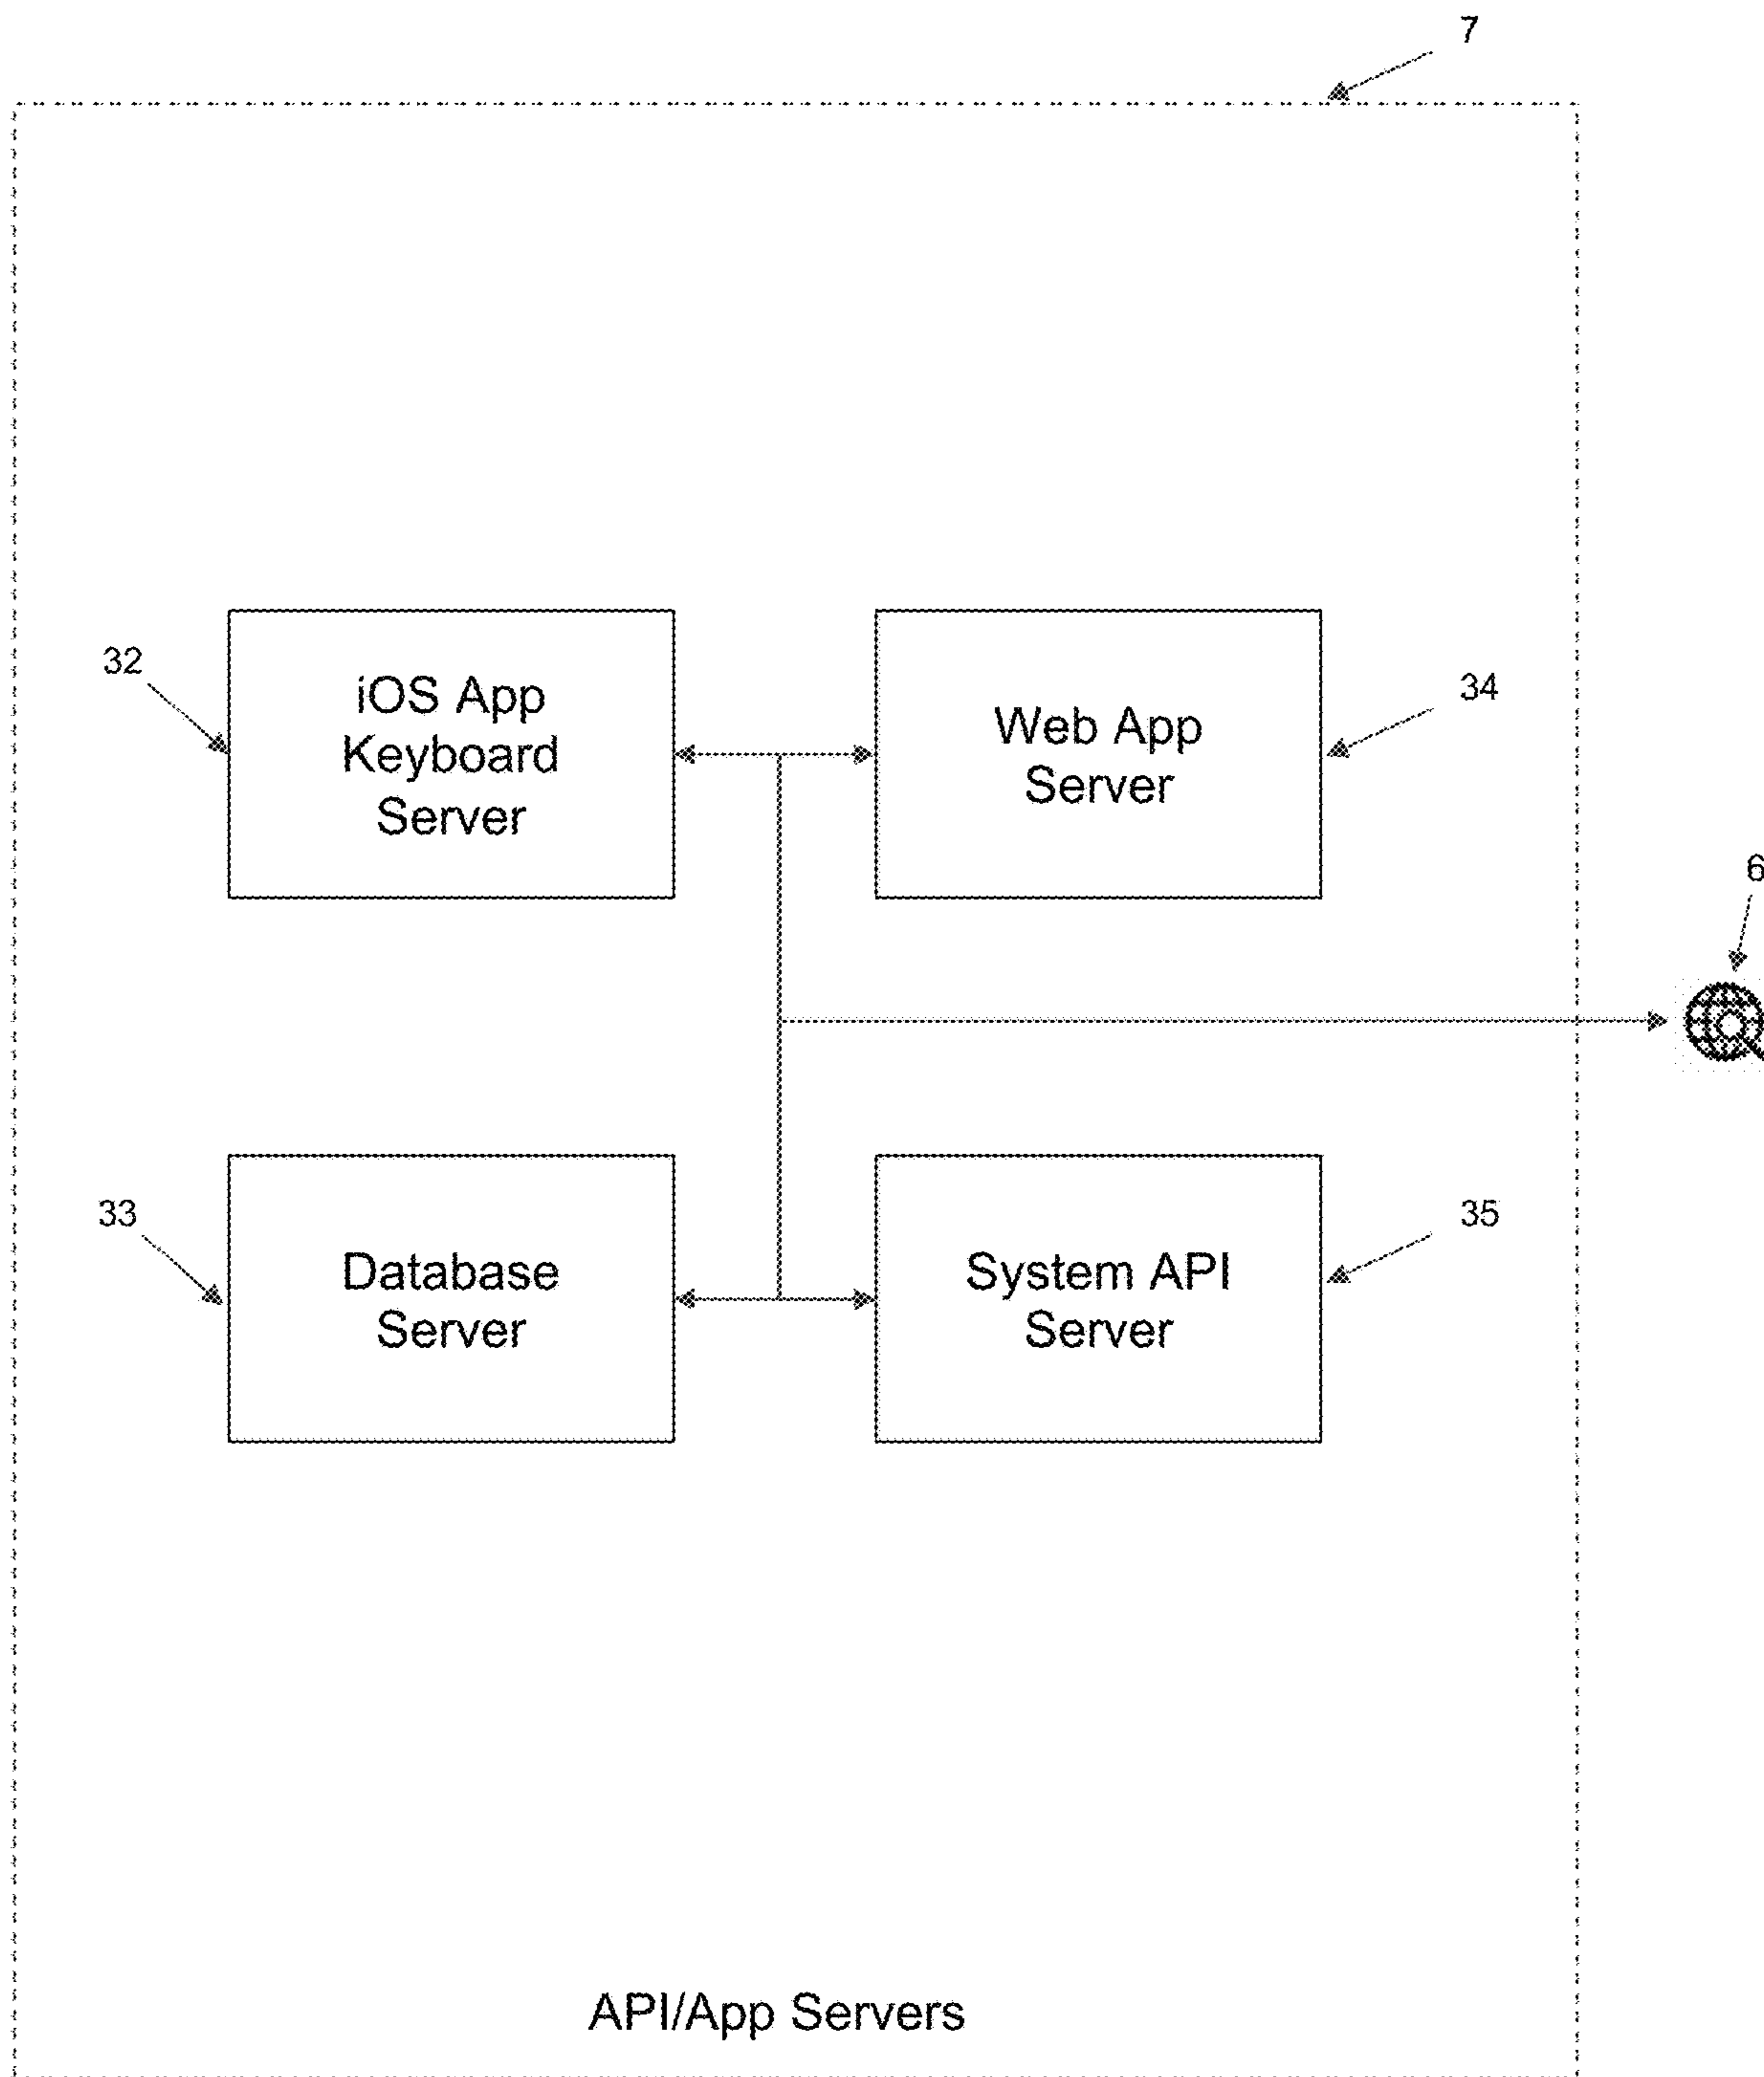 7
32
iOS App
Keyboard
Server
Web App
Server
34
6
33
Database
Server
System API
Server
35
API/App Servers